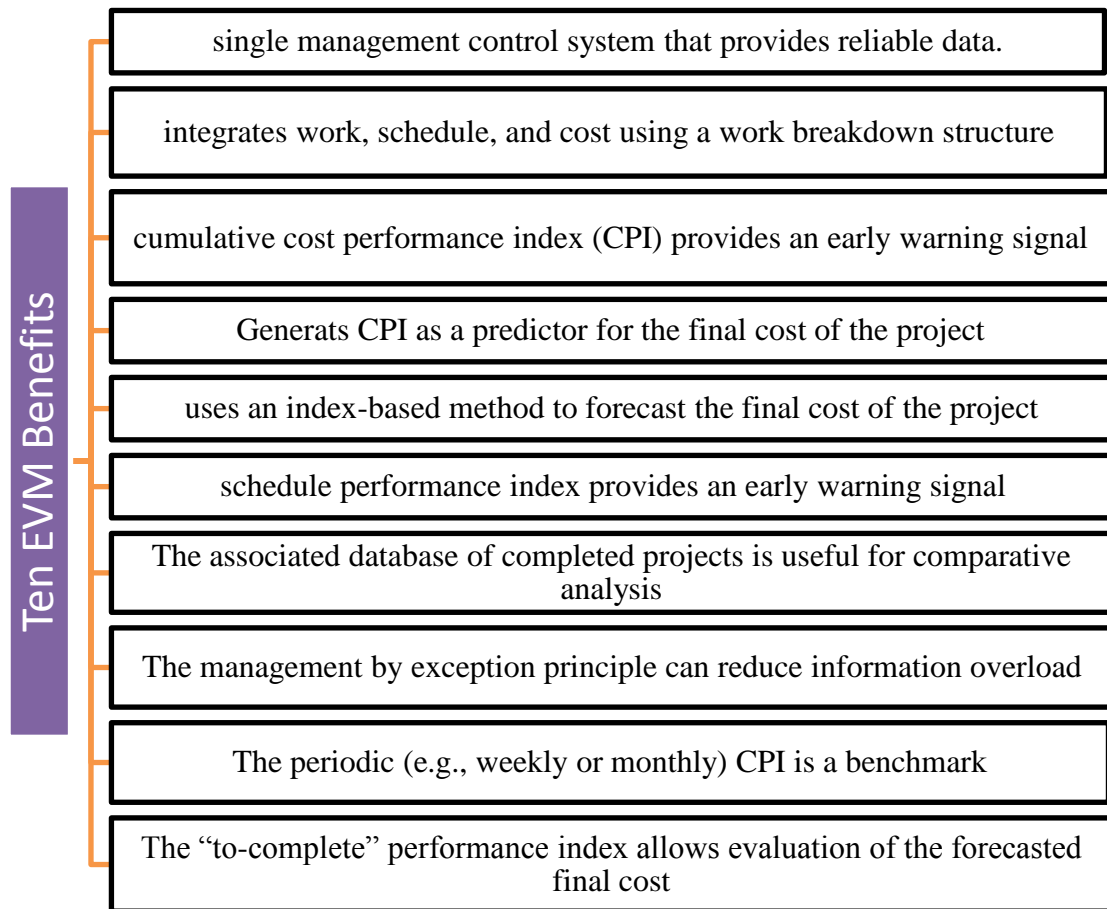 Ten EVM Benefits
single management control system that provides reliable data.
integrates work, schedule, and cost using a work breakdown structure
cumulative cost performance index (CPI) provides an early warning signal
Generats CPI as a predictor for the final cost of the project
uses an index-based method to forecast the final cost of the project
schedule performance index provides an early warning signal
The associated database of completed projects is useful for comparative
analysis
The management by exception principle can reduce information overload
The periodic (e.g., weekly or monthly) CPI is a benchmark
The “to-complete” performance index allows evaluation of the forecasted
final cost